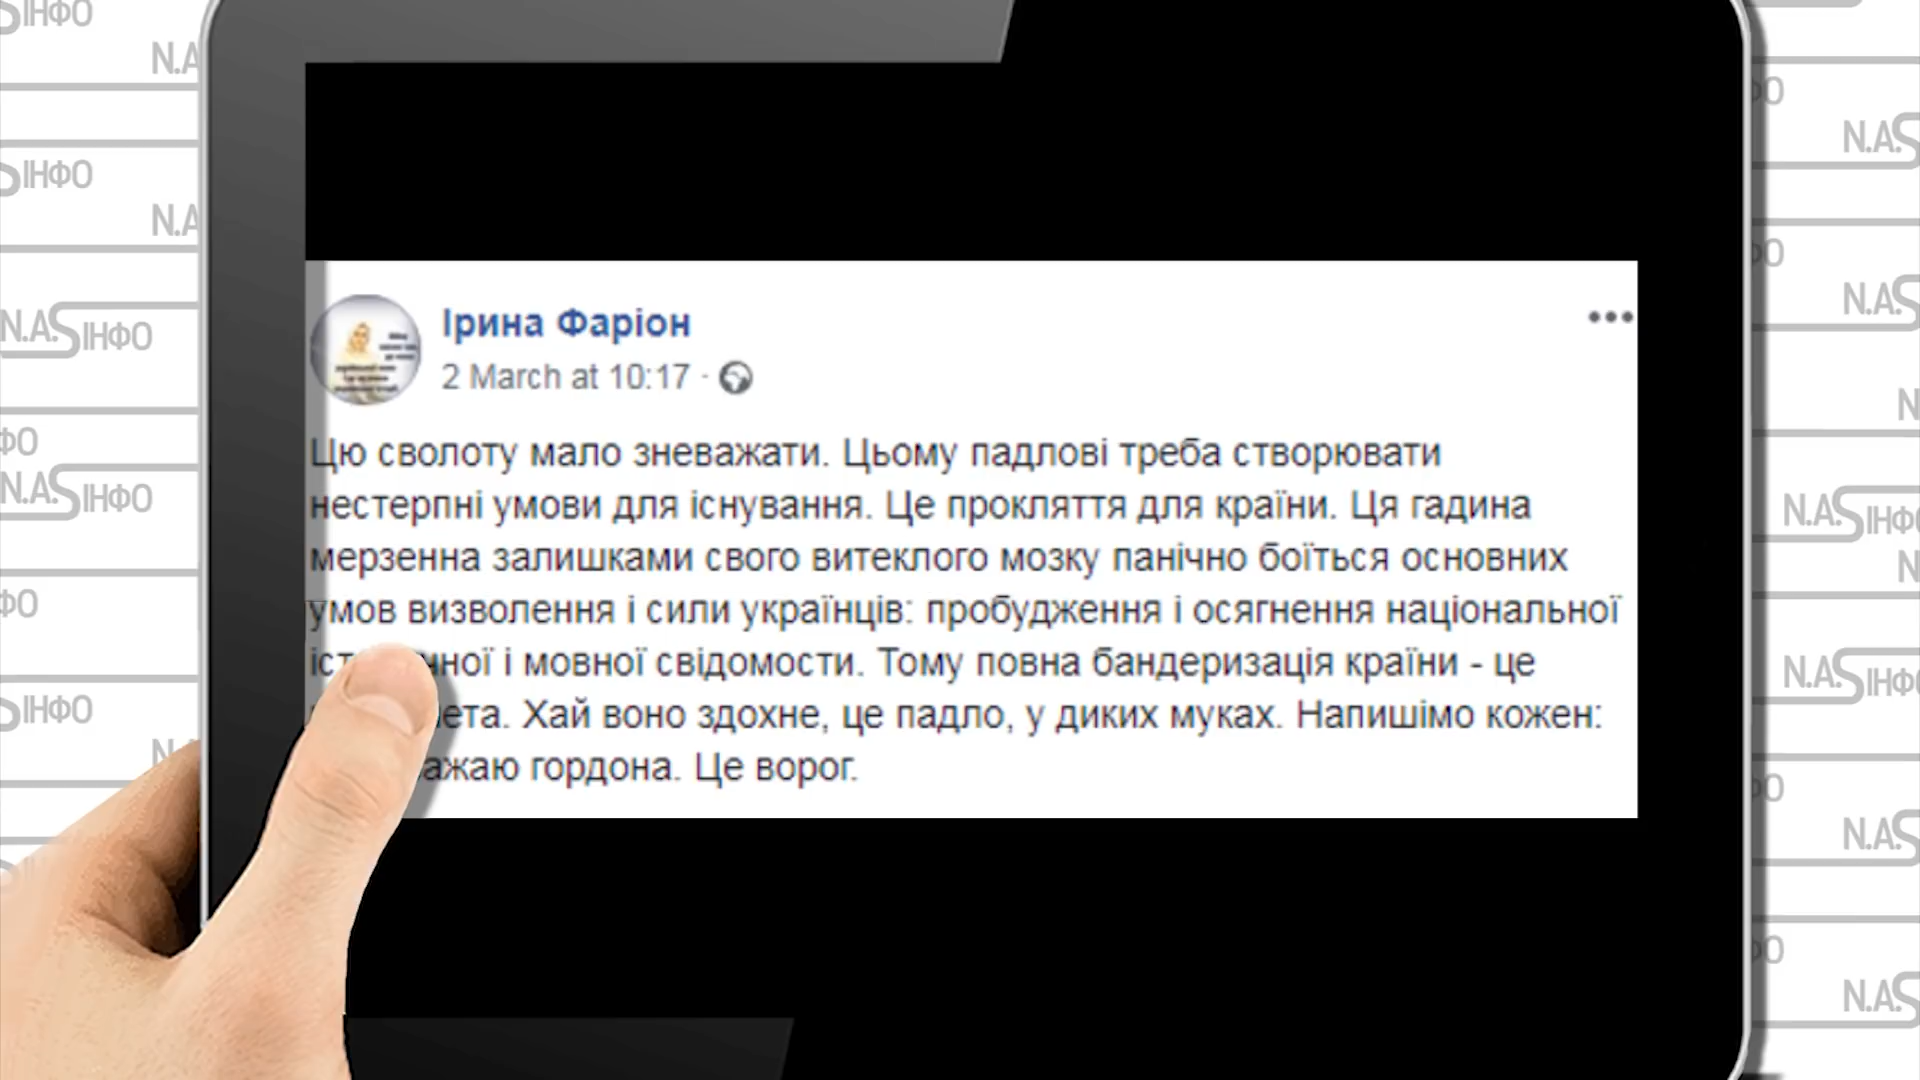 Ірина Фаріон
2 March at 10:17
Цю сволоту мало зневажати. Цьому падлові треба створювати
нестерпні умови для існування. Це прокляття для країни. Ця гадина
мерзенна залишками свого витеклого мозку панічно боїться основних
умов визволення і сили українців: пробудження і осягнення національної
і мовної свідомости. Тому повна бандеризація країни - це
Хай воно здохне, це падло, у диких муках. Напишімо кожен:
гордона. Це ворог.
N.A.SІНФО
N.A.SІНФО